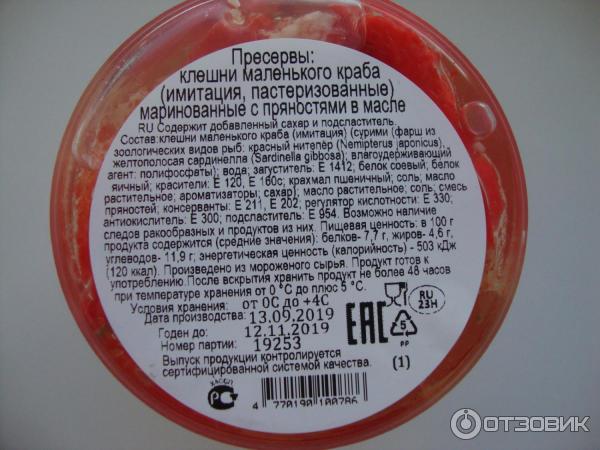 Пресервы:
клешни маленького краба
(имитация, пастеризованные)
маринованные с пряностями в масле
RU Содержит добавленный сахар и подсластитель.
Состав:клешни маленького краба (имитация) (сурими (фарш из
зоологических видов рыб: красный нитепёр (Nemipterus japonicus),
желтополосая сардинелла (Sardinella gibbosa); влагоудерживающий
агент: полифосфаты); вода; загуститель: Е 1412; белок соевый, белок
яичный; красители: Е 120, Е 160с; крахмал пшеничный; соль; масло
растительное; ароматизаторы; сахар); масло растительное; соль; смесь
пряностей; консерванты: Е 211, Е 202; регулятор кислотности: Е 330;
антиокислитель: Е 300; подсластитель: Е 954. Возможно наличие
следов ракообразных и продуктов из них. Пищевая ценность: в 100 г
продукта содержится (средние значения): белков- 7,7 г, жиров- 4,6 г,
углеводов- 11,9 г; энергетическая ценность (калорийность) - 503 кДж
(120 ккал). Произведено из мороженого сырья. Продукт готов к
употреблению.После вскрытия хранить продукт не более 48 часов
при температуре хранения от 0 °С до плюс 5 °С.
Условия хранения: от 0С до +4С
Дата производства: 13.09.2019
Годен до: 12.11.2019
Номер партии: 19253
Выпуск продукции контролируется
сертифицированной системой качества.
EAC
5
PP
RU
23H
(1)
ХАССП
РС
4 770190 100786
ОТЗОВИК